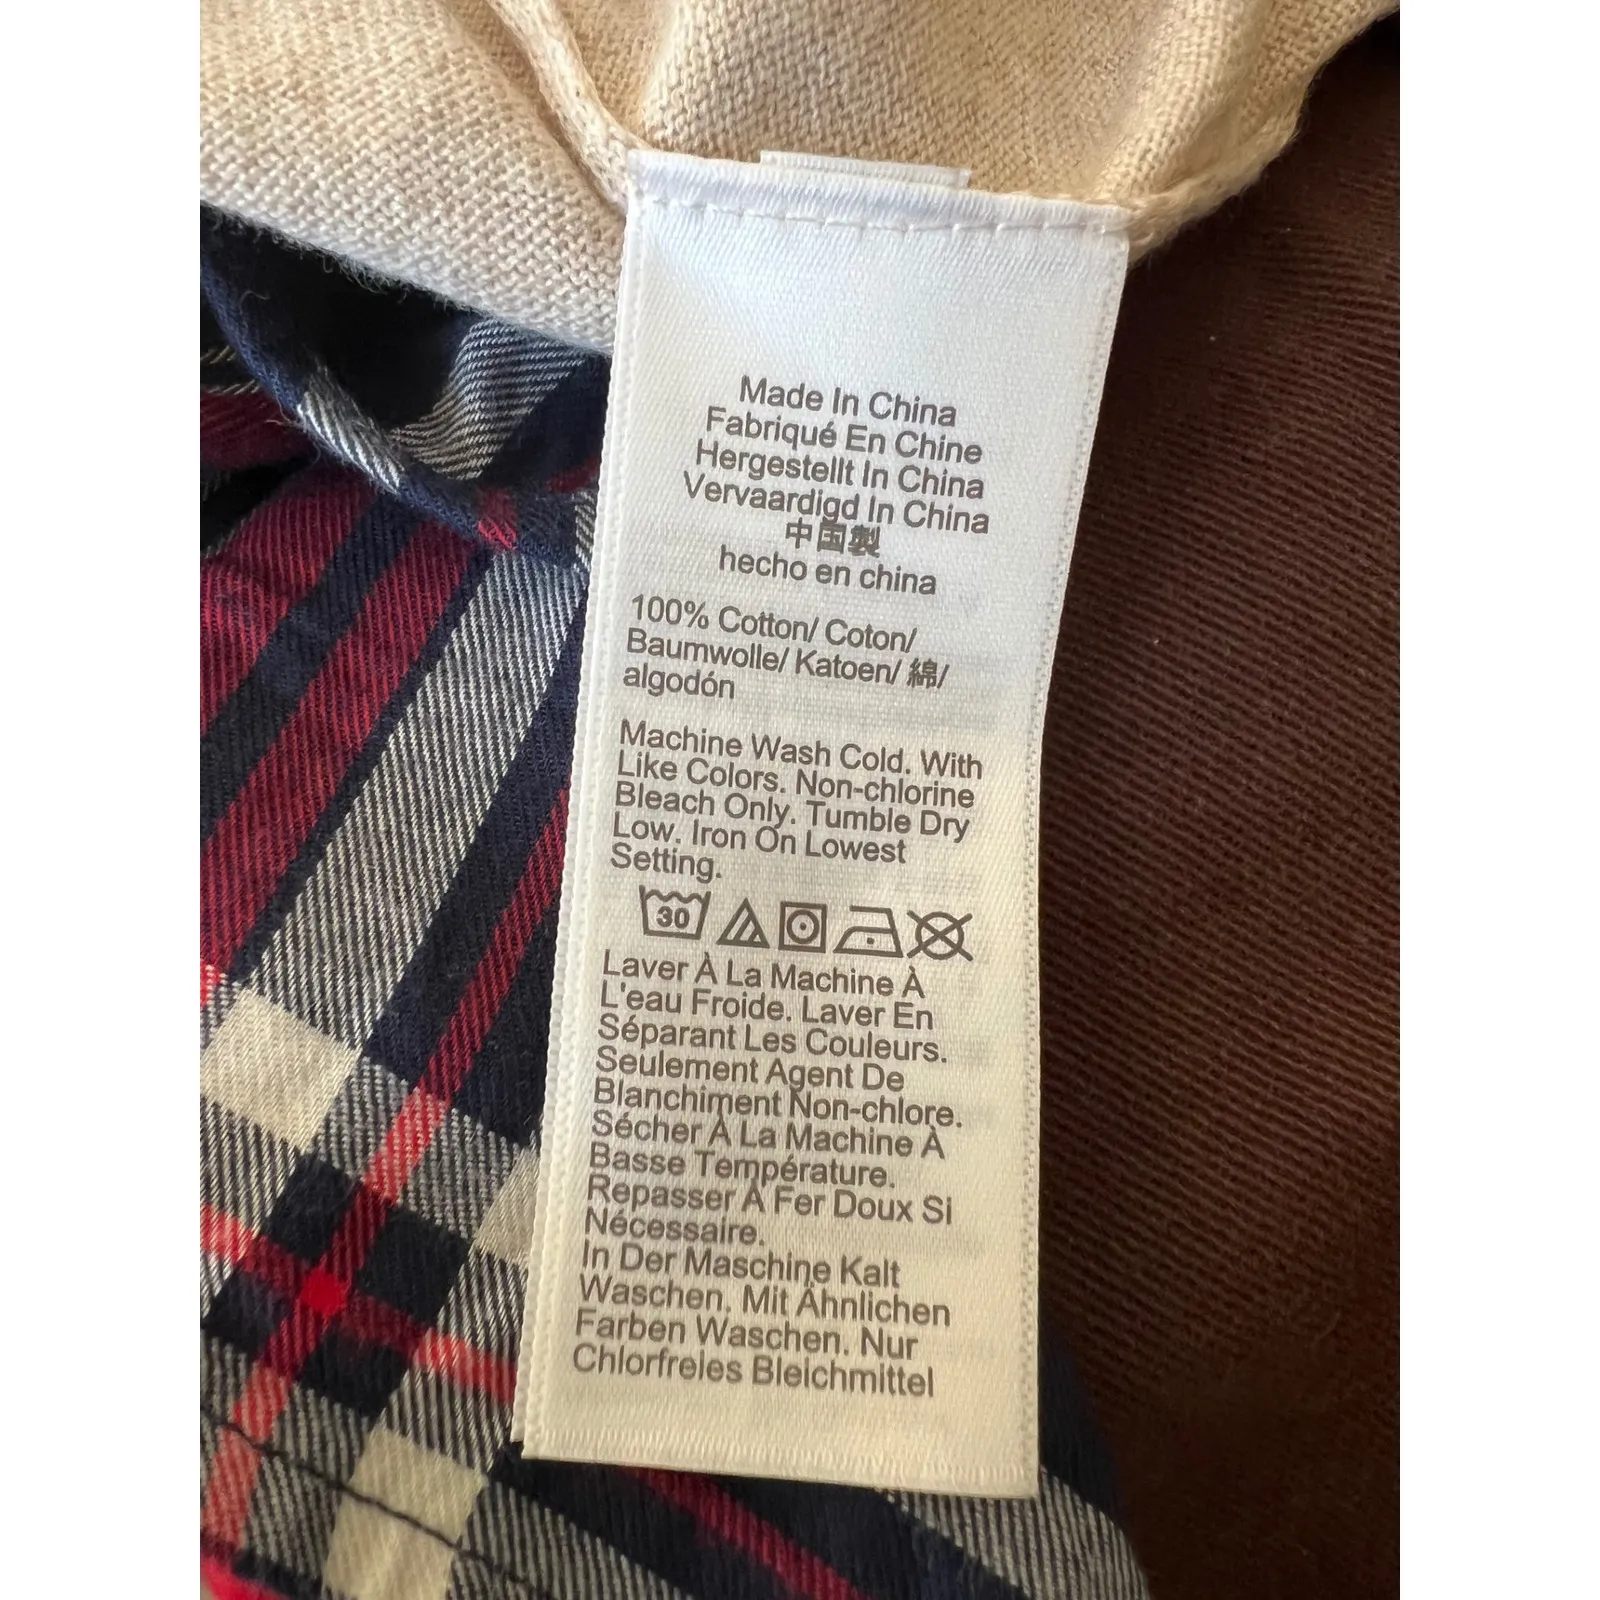 Made In China
Fabriqué En Chine
Hergestellt In China
Vervaardigd In China
中国製
hecho en china
100% Cotton/ Coton/
Baumwolle/ Katoen/ 綿/
algodón
Machine Wash Cold. With
Like Colors. Non-chlorine
Bleach Only. Tumble Dry
Low. Iron On Lowest
Setting.
30
Laver À La Machine À
L'eau Froide. Laver En
Séparant Les Couleurs.
Seulement Agent De
Blanchiment Non-chlore.
Sécher À La Machine À
Basse Température.
Repasser À Fer Doux Si
Nécessaire.
In Der Maschine Kalt
Waschen. Mit Ähnlichen
Farben Waschen. Nur
Chlorfreles Bleichmittel